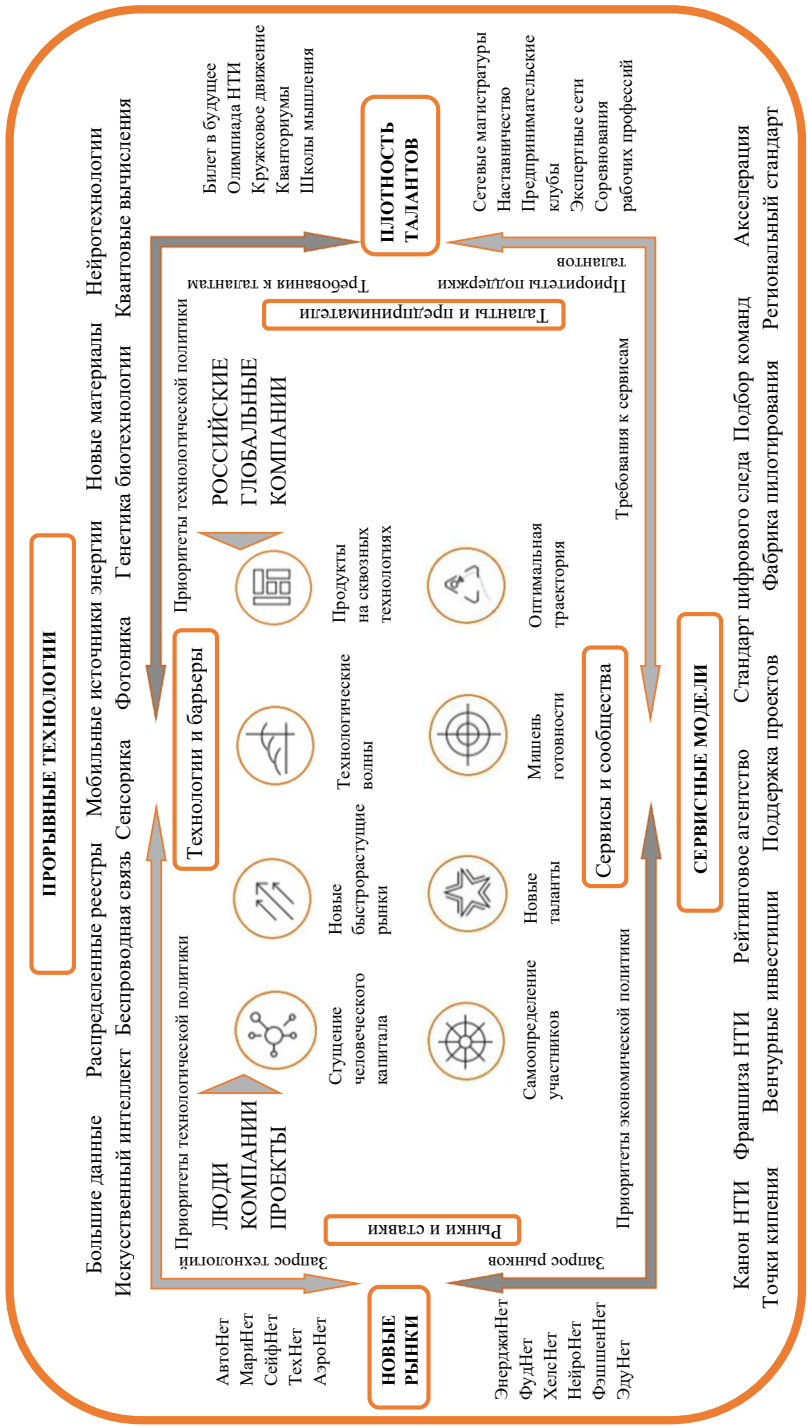 ПРОРЫВНЫЕ ТЕХНОЛОГИИ
Большие данные
Распределенные реестры
Мобильные источники энергии
Новые материалы
Нейротехнологии
Искусственный интеллект
Беспроводная связь
Сенсорика
Фотоника
Генетика биотехнологии
Квантовые вычисления
Приоритеты технологической политики
Приоритеты технологической политики
Технологии и барьеры
АвтоНет
МариНет
СейфНет
ТехНет
АэроНет
НОВЫЕ
РЫНКИ
ЭнерджиНет
ФудНет
ХелсНет
НейроНет
ФэшшенНет
ЭдуНет
Запрос технологий
Запрос рынков
Рынки и ставки
ЛЮДИ
КОМПАНИИ
ПРОЕКТЫ
РОССИЙСКИЕ
ГЛОБАЛЬНЫЕ
КОМПАНИИ
Сгущение
человеческого
капитала
Новые
быстрорастущие
рынки
Технологические
волны
Продукты
на сквозных
технологиях
Самоопределение
участников
Новые
таланты
Мишень
готовности
Оптимальная
траектория
Таланты и предприниматели
Требования к талантам
Приоритеты поддержки
талантов
Билет в будущее
Олимпиада НТИ
Кружковое движение
Кванториумы
Школы мышления
ПЛОТНОСТЬ
ТАЛАНТОВ
Сетевые магистратуры
Наставничество
Предпринимательские
клубы
Экспертные сети
Соревнования
рабочих профессий
Сервисы и сообщества
Приоритеты экономической политики
Требования к сервисам
СЕРВИСНЫЕ МОДЕЛИ
Канон НТИ
Франшиза НТИ
Рейтинговое агентство
Стандарт цифрового следа
Подбор команд
Акселерация
Точки кипения
Венчурные инвестиции
Поддержка проектов
Фабрика пилотирования
Региональный стандарт